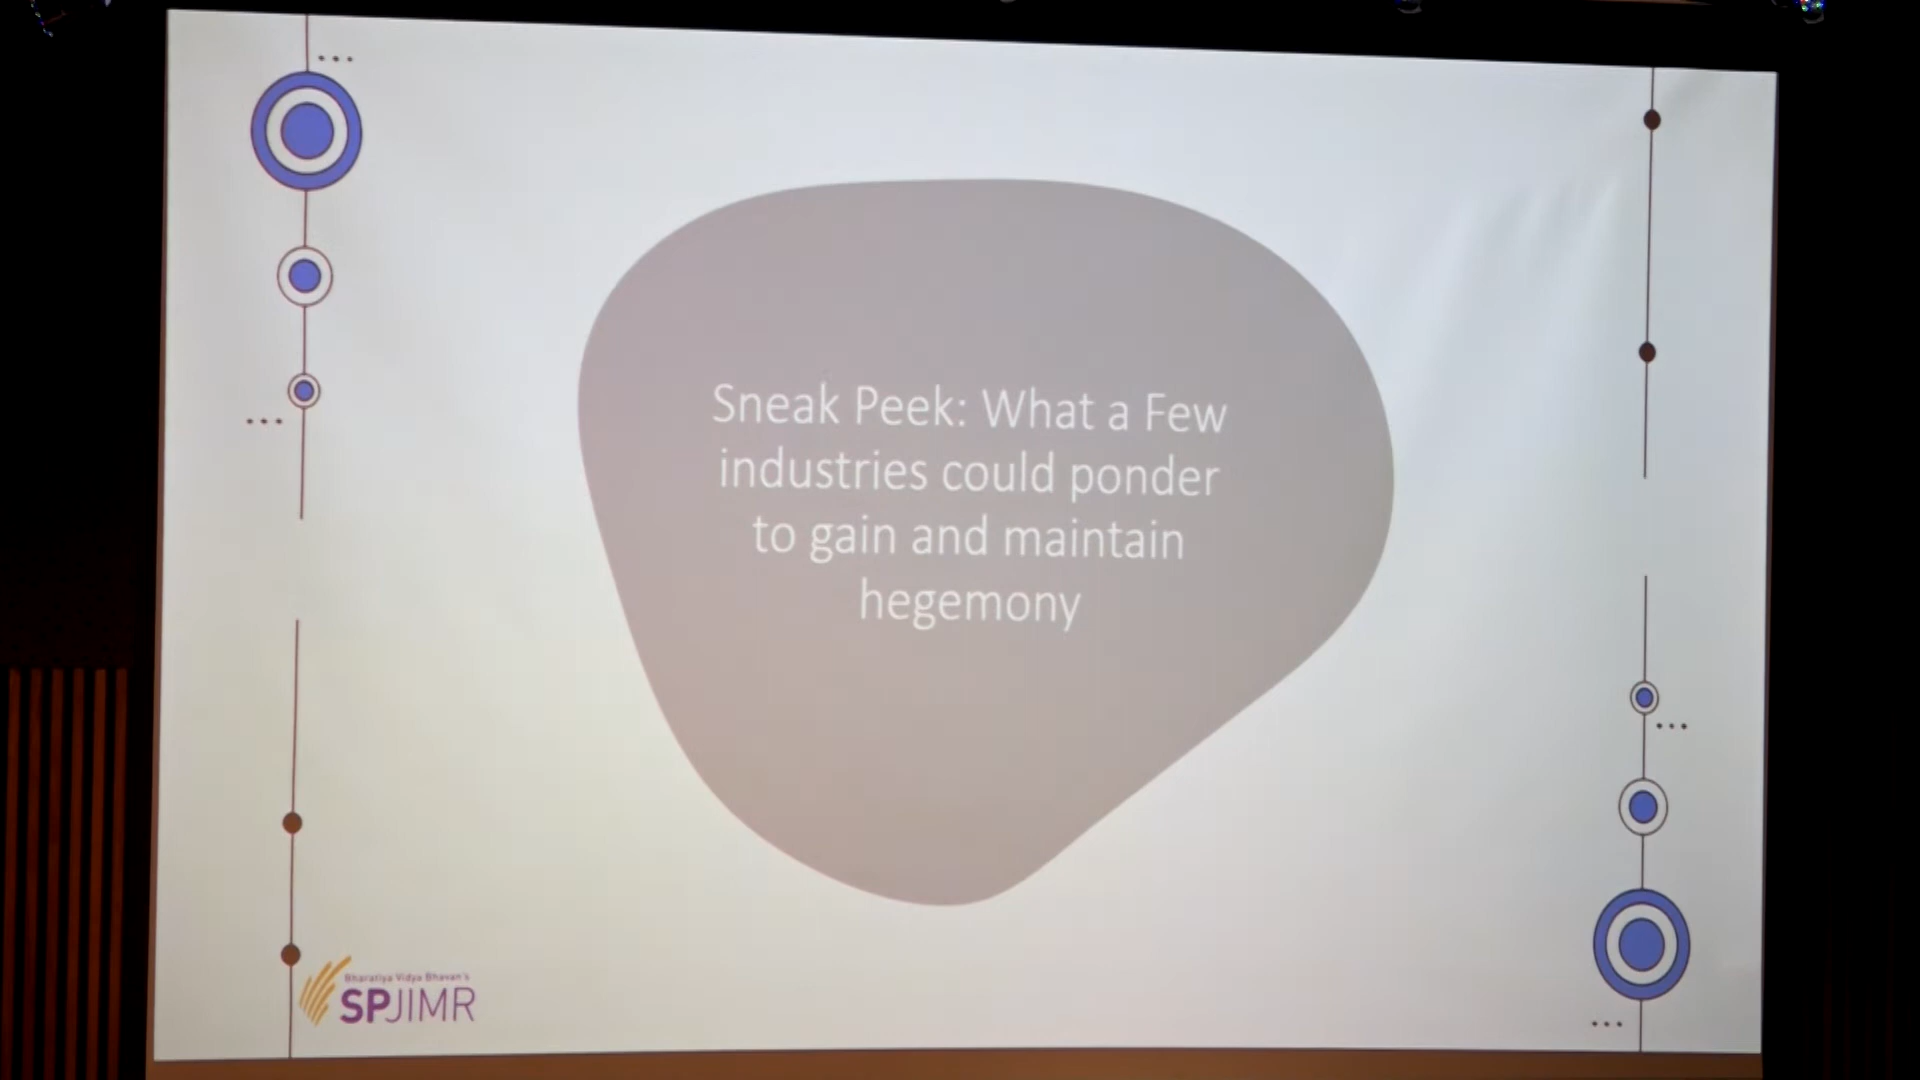 Sneak Peek: What a Few
industries could ponder
to gain and maintain
hegemony
Bharatiya Vidya Bhavan's
SPJIMR